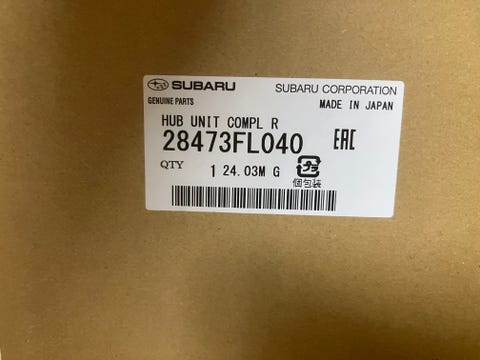 SUBARU SUBARU CORPORATION
GENUINE PARTS MADE IN JAPAN
HUB UNIT COMPL R
28473FL040 EAC
QTY 1 24.03M G
個包装